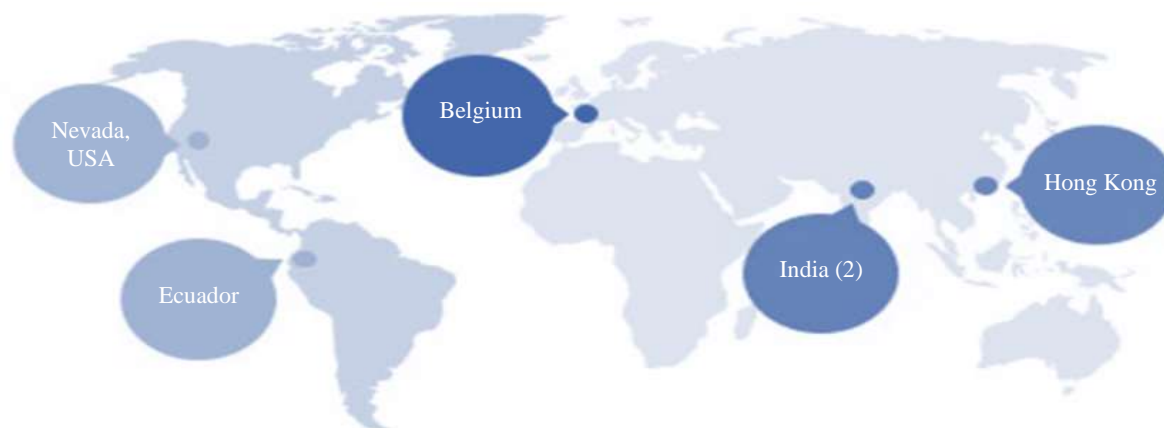 Nevada,
USA
Belgium
Hong Kong
Ecuador
India (2)